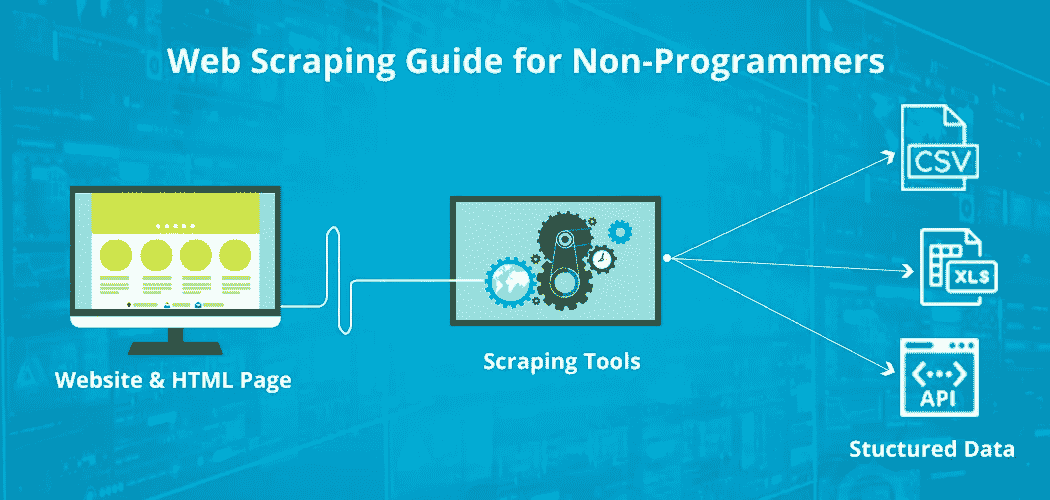 Web Scraping Guide for Non-Programmers
CSV
XLS
API
Website & HTML Page
Scraping Tools
Stuctured Data